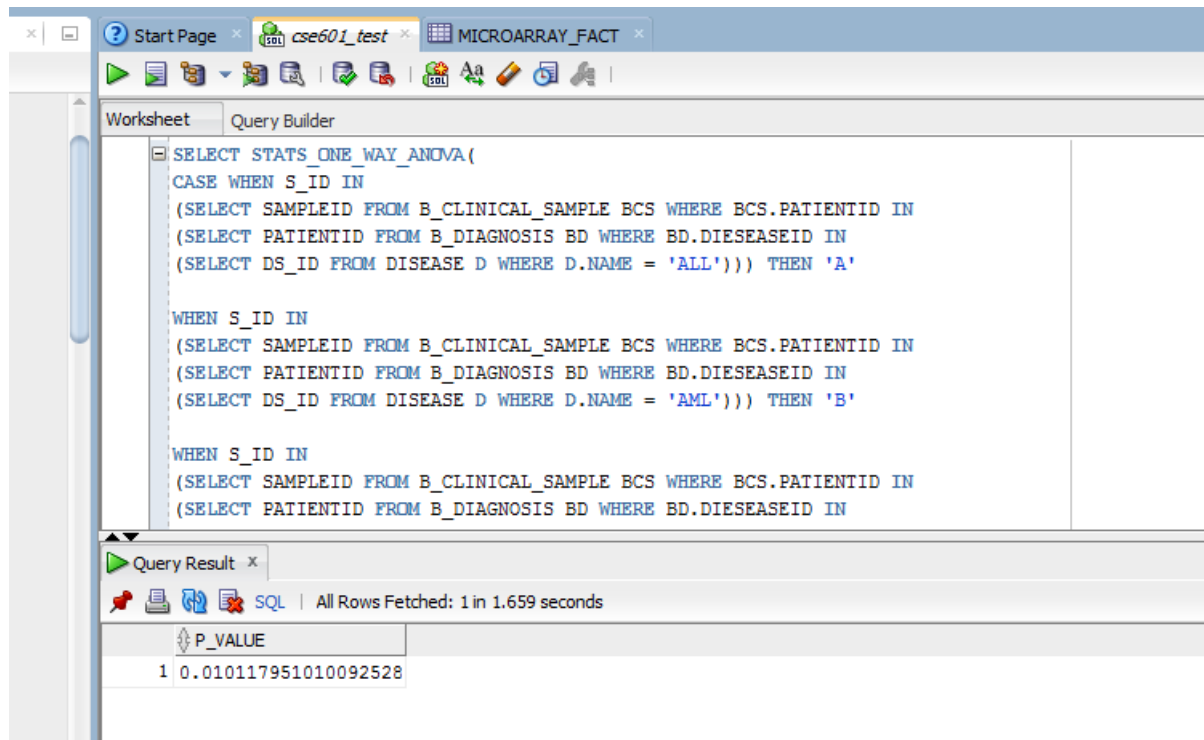 Start Page
cse601_test
MICROARRAY_FACT
Worksheet
Query Builder
SELECT STATS_ONE_WAY_ANOVA(
CASE WHEN S_ID IN
(SELECT SAMPLEID FROM B_CLINICAL_SAMPLE BCS WHERE BCS.PATIENTID IN
(SELECT PATIENTID FROM B_DIAGNOSIS BD WHERE BD.DIESEASEID IN
(SELECT DS_ID FROM DISEASE D WHERE D.NAME = 'ALL'))) THEN 'A'
WHEN S_ID IN
(SELECT SAMPLEID FROM B_CLINICAL_SAMPLE BCS WHERE BCS.PATIENTID IN
(SELECT PATIENTID FROM B_DIAGNOSIS BD WHERE BD.DIESEASEID IN
(SELECT DS_ID FROM DISEASE D WHERE D.NAME = 'AML'))) THEN 'B'
WHEN S_ID IN
(SELECT SAMPLEID FROM B_CLINICAL_SAMPLE BCS WHERE BCS.PATIENTID IN
(SELECT PATIENTID FROM B_DIAGNOSIS BD WHERE BD.DIESEASEID IN
Query Result
SQL | All Rows Fetched: 1 in 1.659 seconds
P_VALUE
1 0.010117951010092528